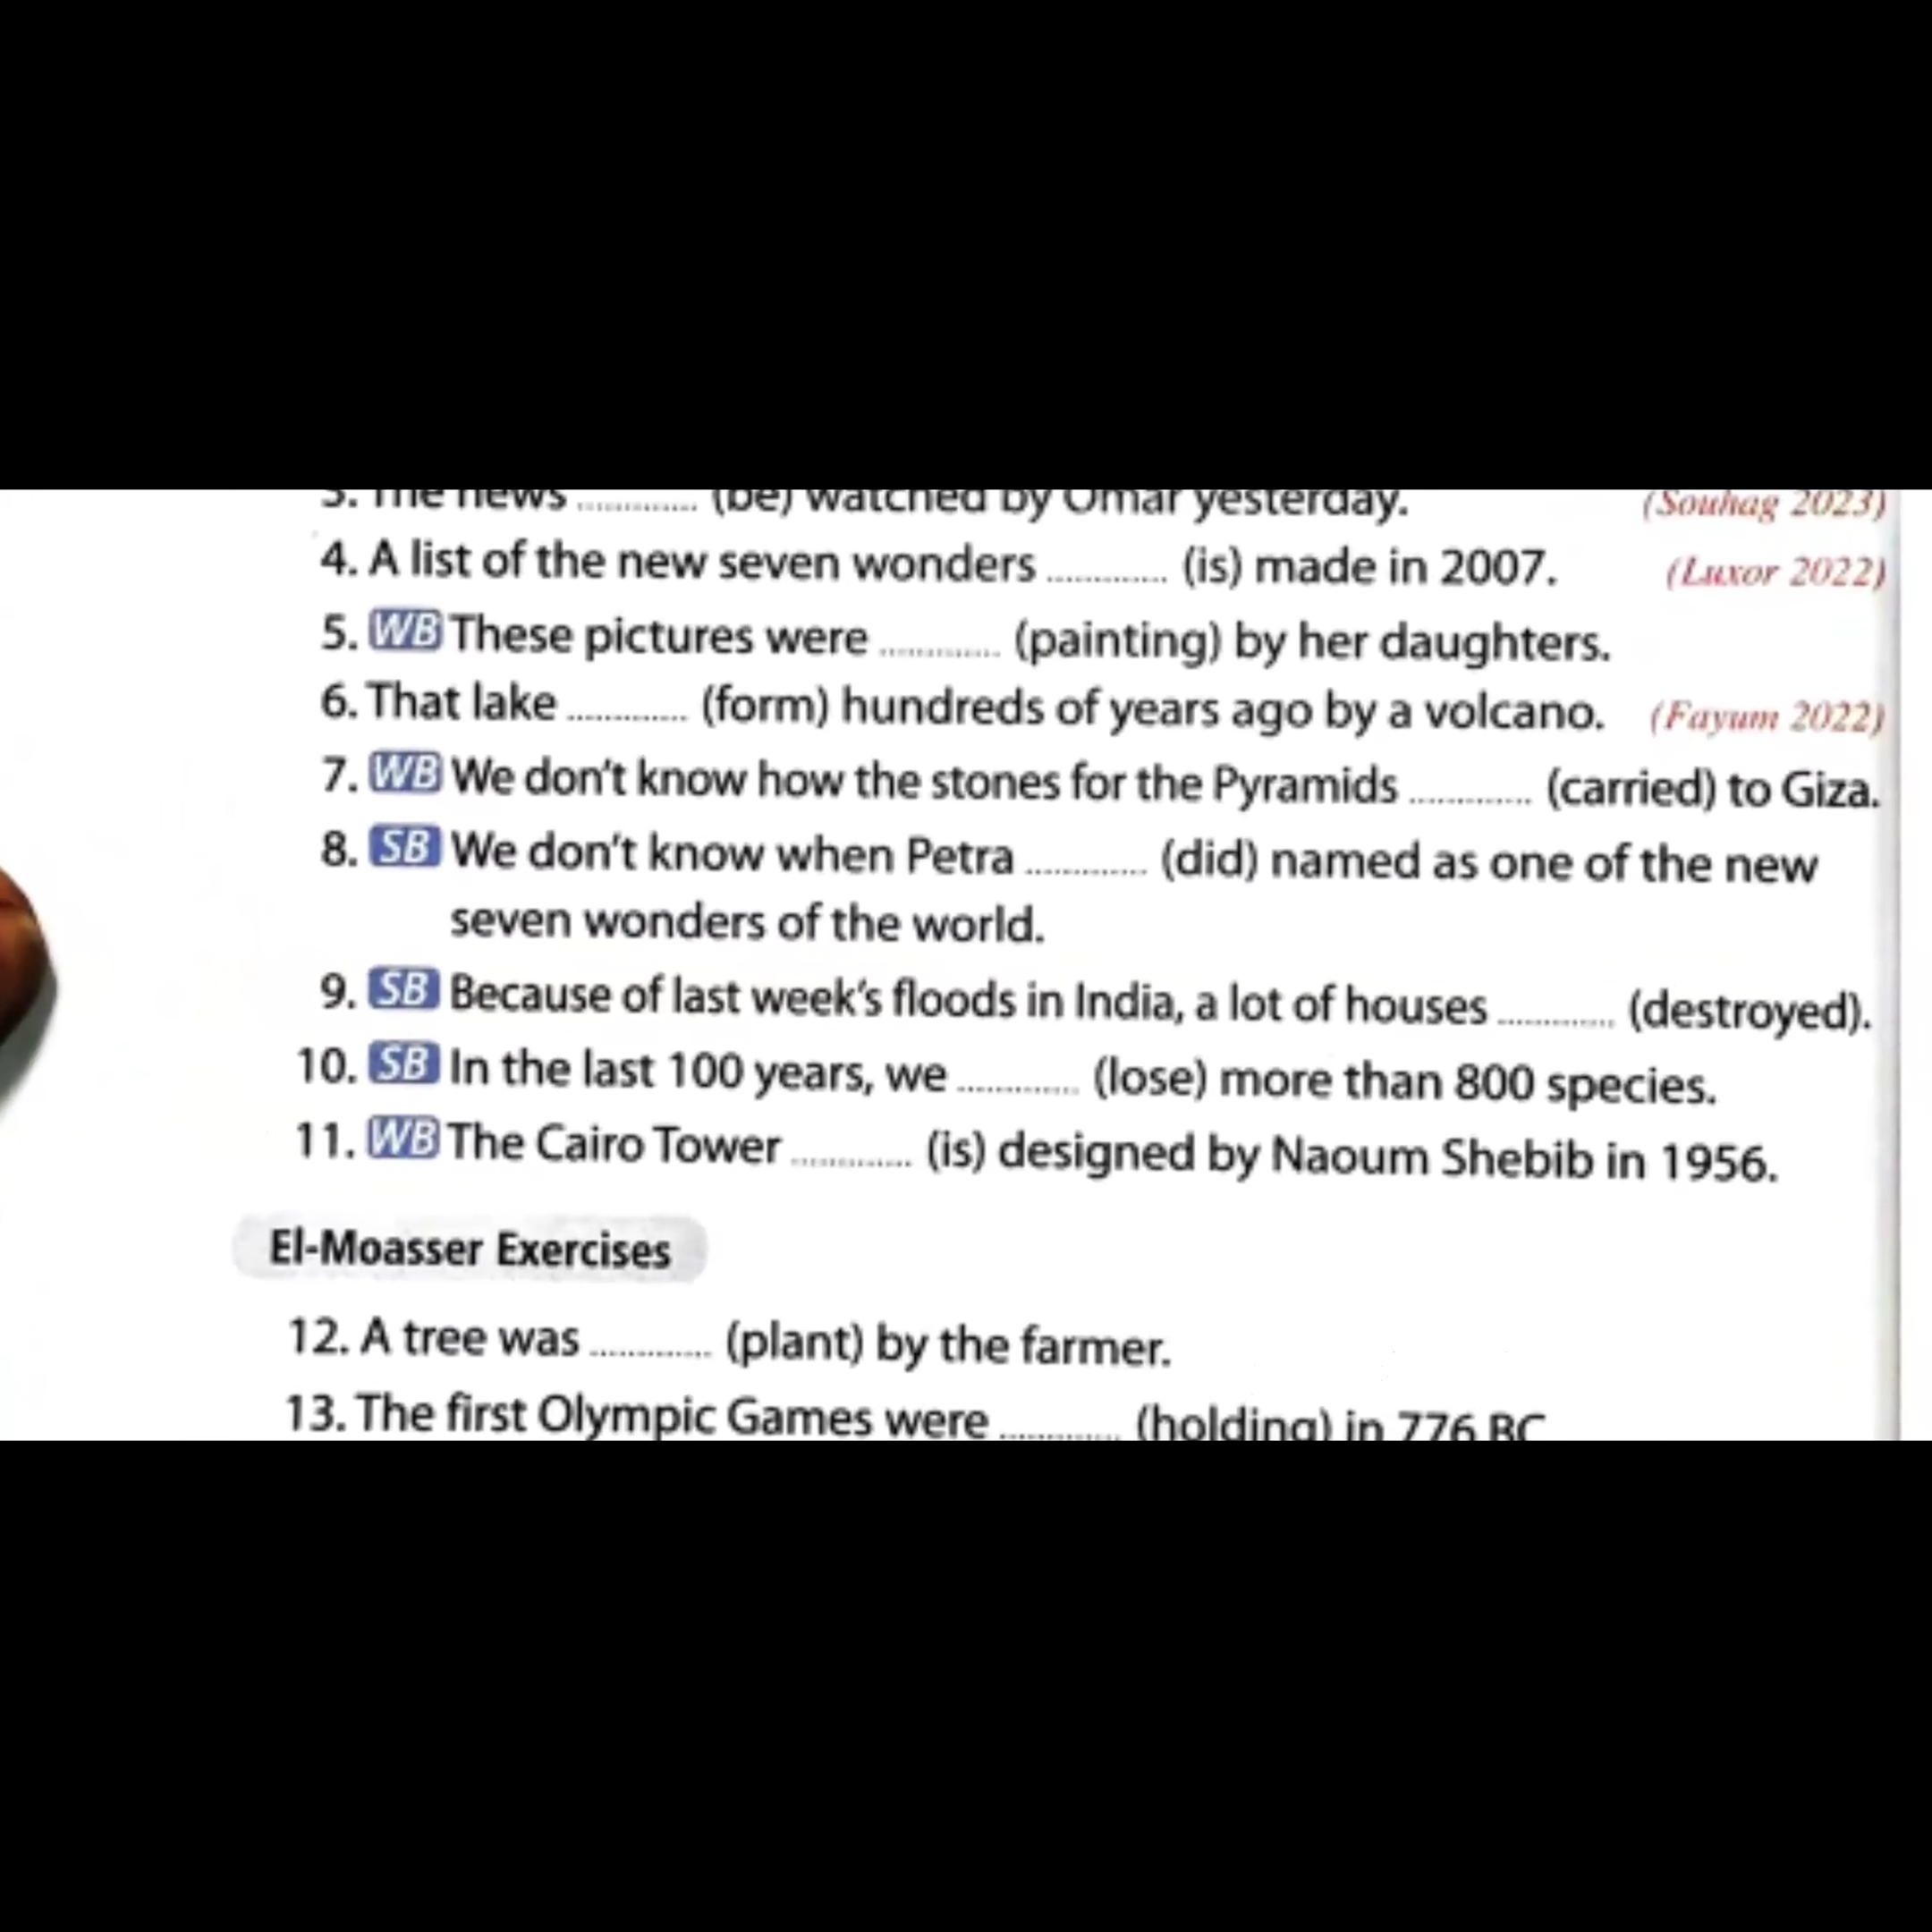 3. The news ............ (be) watched by Omar yesterday. (Souhag 2023)
4. A list of the new seven wonders ............ (is) made in 2007. (Luxor 2022)
5. WB These pictures were ............ (painting) by her daughters.
6. That lake ............ (form) hundreds of years ago by a volcano. (Fayum 2022)
7. WB We don't know how the stones for the Pyramids ............ (carried) to Giza.
8. SB We don't know when Petra ............ (did) named as one of the new
seven wonders of the world.
9. SB Because of last week's floods in India, a lot of houses ............ (destroyed).
10. SB In the last 100 years, we ............ (lose) more than 800 species.
11. WB The Cairo Tower ............ (is) designed by Naoum Shebib in 1956.
El-Moasser Exercises
12. A tree was ............ (plant) by the farmer.
13. The first Olympic Games were ............ (holding) in 776 BC